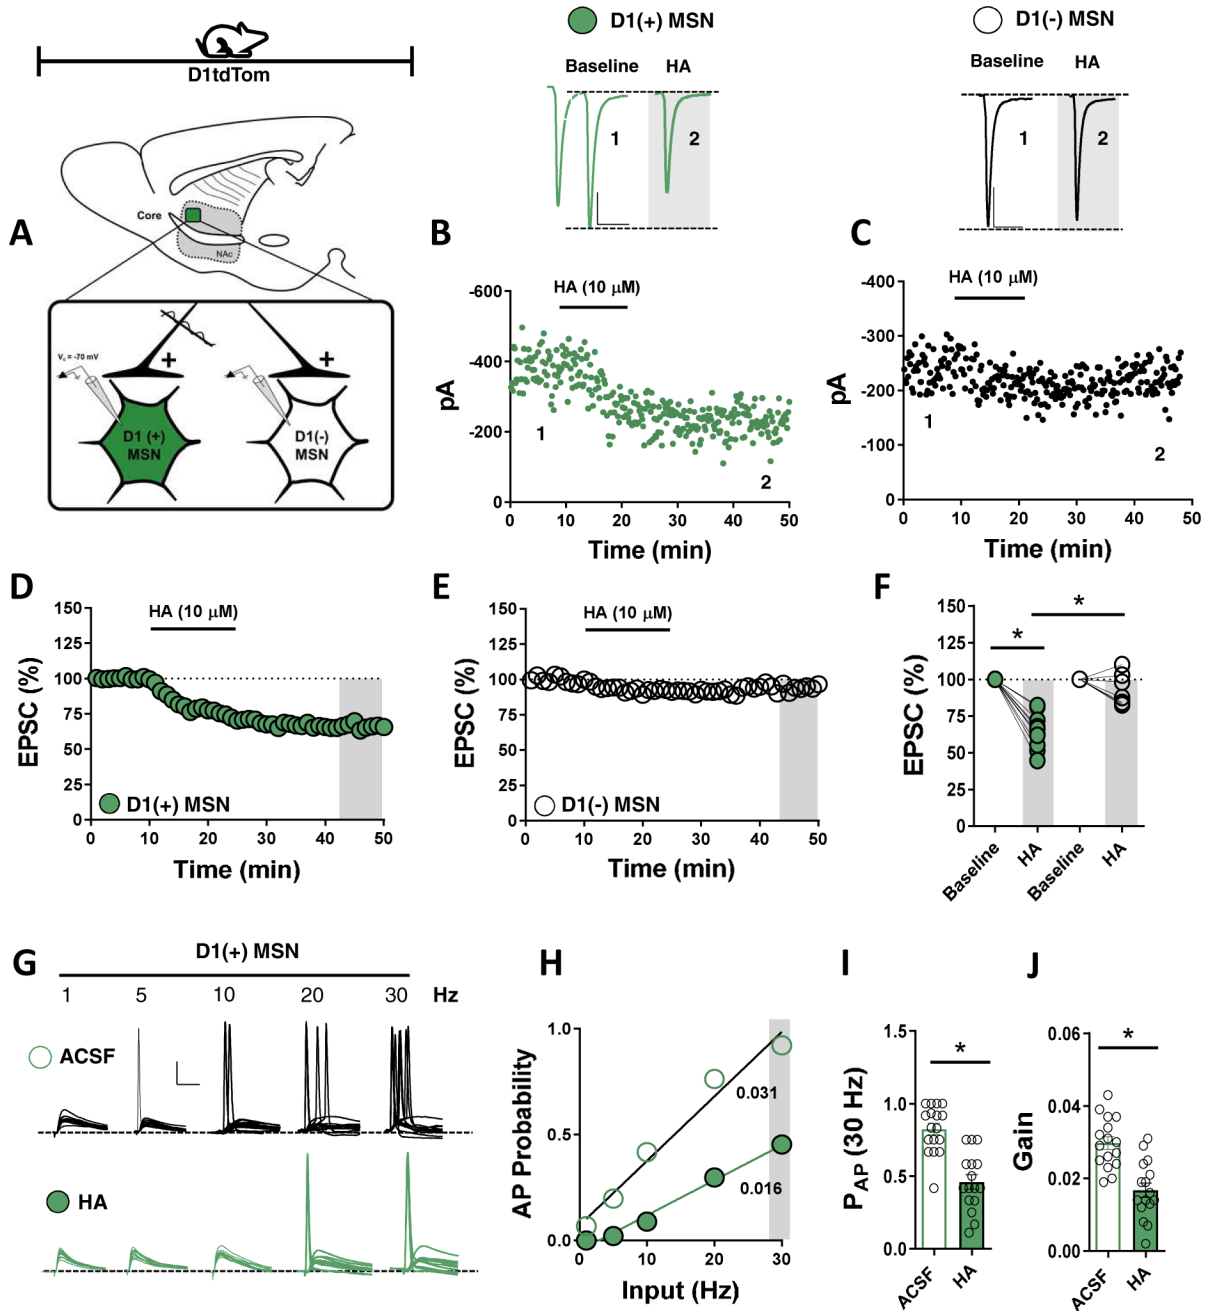 D1tdTom
D1(+) MSN
Baseline HA
1 2
D1(-) MSN
Baseline HA
1 2
A
Core
NAc
Vc = -70 mV
+ +
D1 (+)
MSN
D1(-)
MSN
B
HA (10 μM)
-600
-400
-200
0
pA
1
2
0 10 20 30 40 50
Time (min)
C
HA (10 μM)
-400
-300
-200
-100
0
pA
1
2
0 10 20 30 40 50
Time (min)
D
HA (10 μM)
150
125
100
75
50
25
0
EPSC (%)
D1(+) MSN
0 10 20 30 40 50
Time (min)
E
HA (10 μM)
150
125
100
75
50
25
0
EPSC (%)
D1(-) MSN
0 10 20 30 40 50
Time (min)
F
150
125
100
75
50
25
0
EPSC (%)
*
*
Baseline HA Baseline HA
G
D1(+) MSN
1 5 10 20 30 Hz
ACSF
HA
H
1.0
0.5
0.0
AP Probability
0.031
0.016
0 10 20 30
Input (Hz)
I
1.5
1.0
0.5
0.0
PAP (30 Hz)
*
ACSF HA
J
0.06
0.04
0.02
0.00
Gain
*
ACSF HA